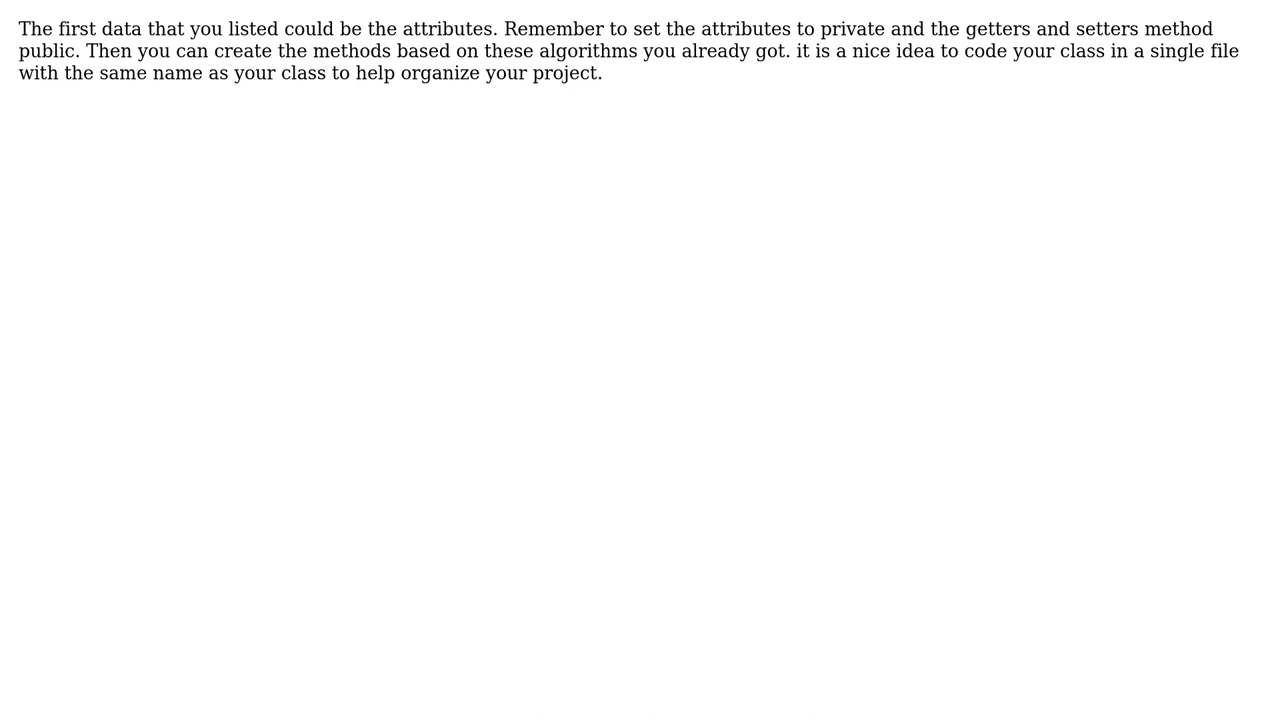 The first data that you listed could be the attributes. Remember to set the attributes to private and the getters and setters method
public. Then you can create the methods based on these algorithms you already got. it is a nice idea to code your class in a single file
with the same name as your class to help organize your project.